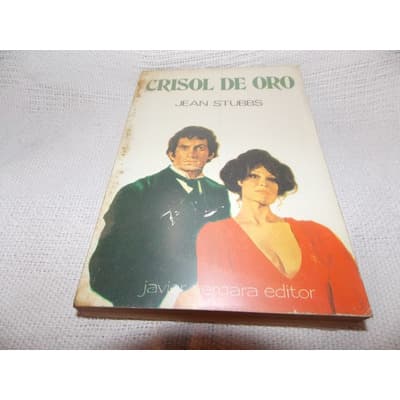 CRISOL DE ORO
JEAN STUBBS
javier vergara editor